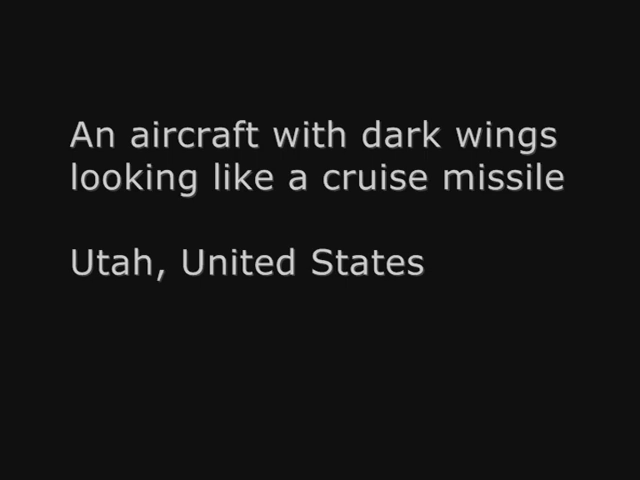 An aircraft with dark wings
looking like a cruise missile
Utah, United States